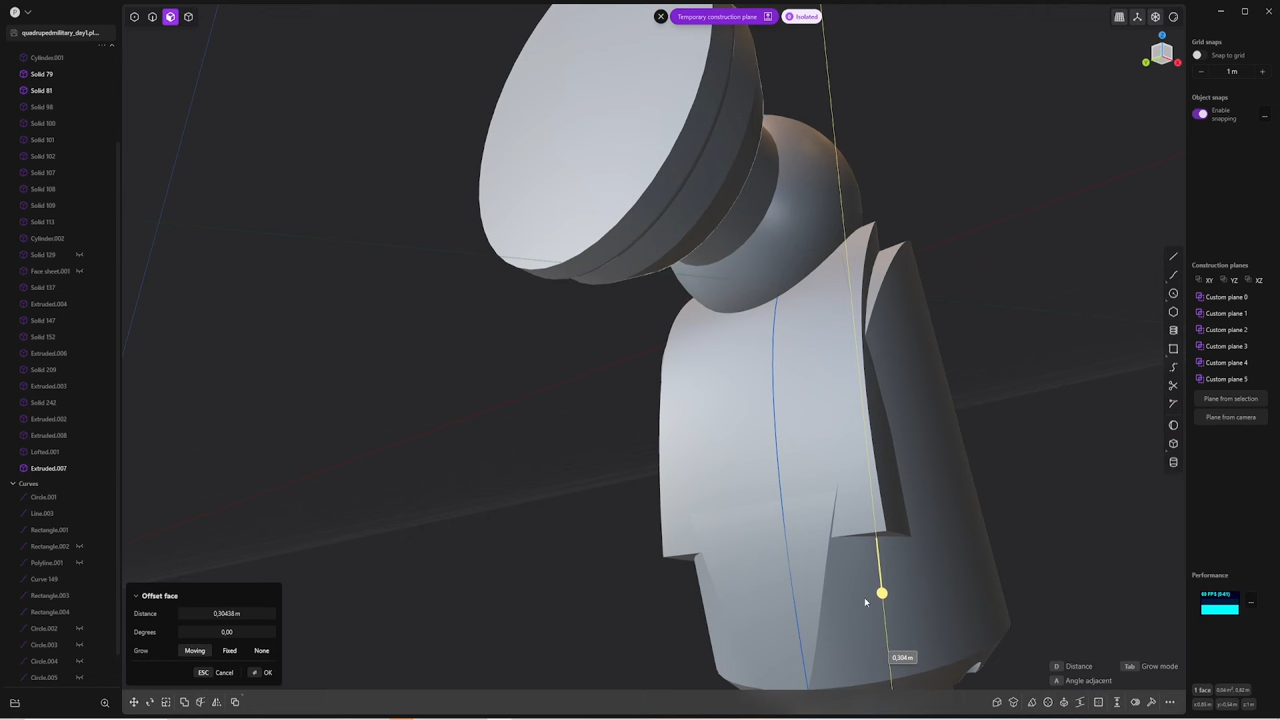 quadrupedmilitary_day1.pl...
Cylinder.001
Solid 79
Solid 81
Solid 98
Solid 100
Solid 101
Solid 102
Solid 107
Solid 108
Solid 109
Solid 113
Cylinder.002
Solid 129
Face sheet.001
Solid 137
Extruded.004
Solid 147
Solid 152
Extruded.006
Solid 209
Extruded.003
Solid 242
Extruded.002
Extruded.008
Lofted.001
Extruded.007
Curves
Circle.001
Line.003
Rectangle.001
Rectangle.002
Polyline.001
Curve 149
Rectangle.003
Rectangle.004
Circle.002
Circle.003
Circle.004
Circle.005
Temporary construction plane
6 Isolated
Z
Y
X
Offset face
Distance 0,30438 m
Degrees 0,00
Grow Moving Fixed None
ESC Cancel OK
0,304 m
D Distance Tab Grow mode
A Angle adjacent
Grid snaps
Snap to grid
1 m
Object snaps
Enable
snapping
Construction planes
XY YZ XZ
Custom plane 0
Custom plane 1
Custom plane 2
Custom plane 3
Custom plane 4
Custom plane 5
Plane from selection
Plane from camera
Performance
1 face